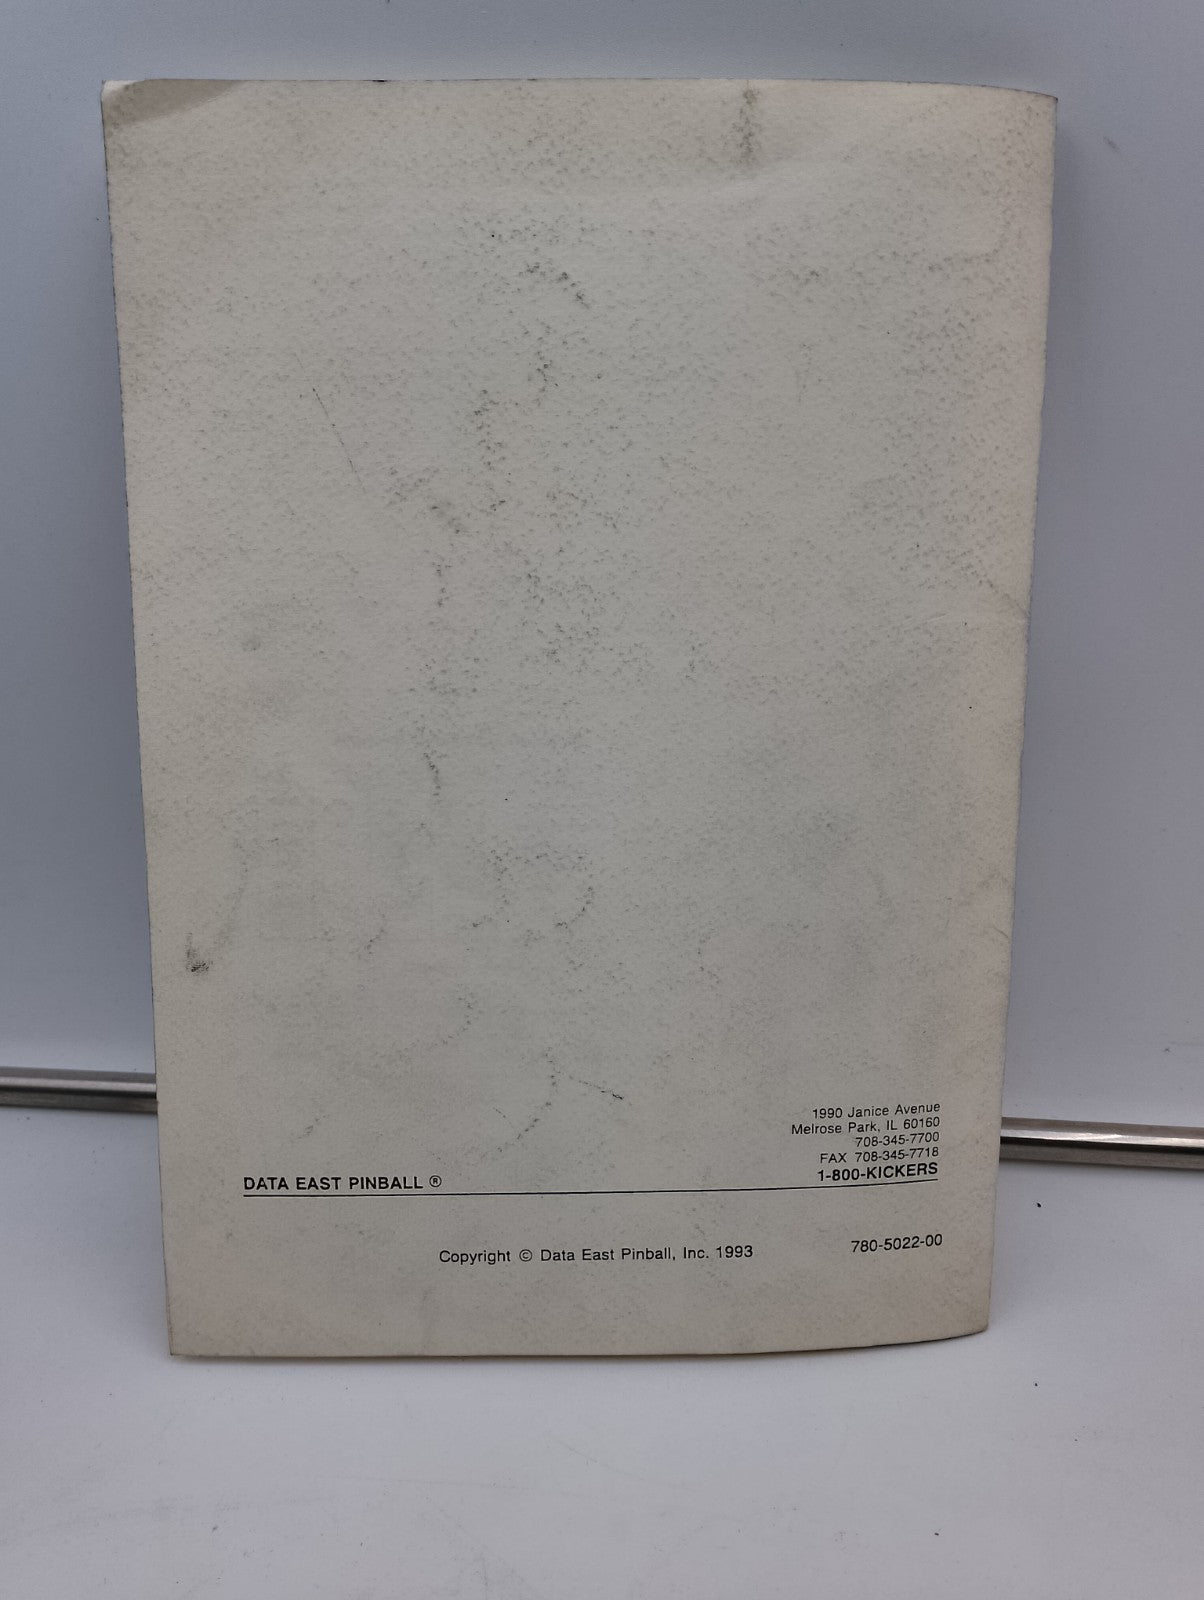 1990 Janice Avenue
Melrose Park, IL 60160
708-345-7700
FAX 708-345-7718
1-800-KICKERS
DATA EAST PINBALL ®
Copyright © Data East Pinball, Inc. 1993
780-5022-00